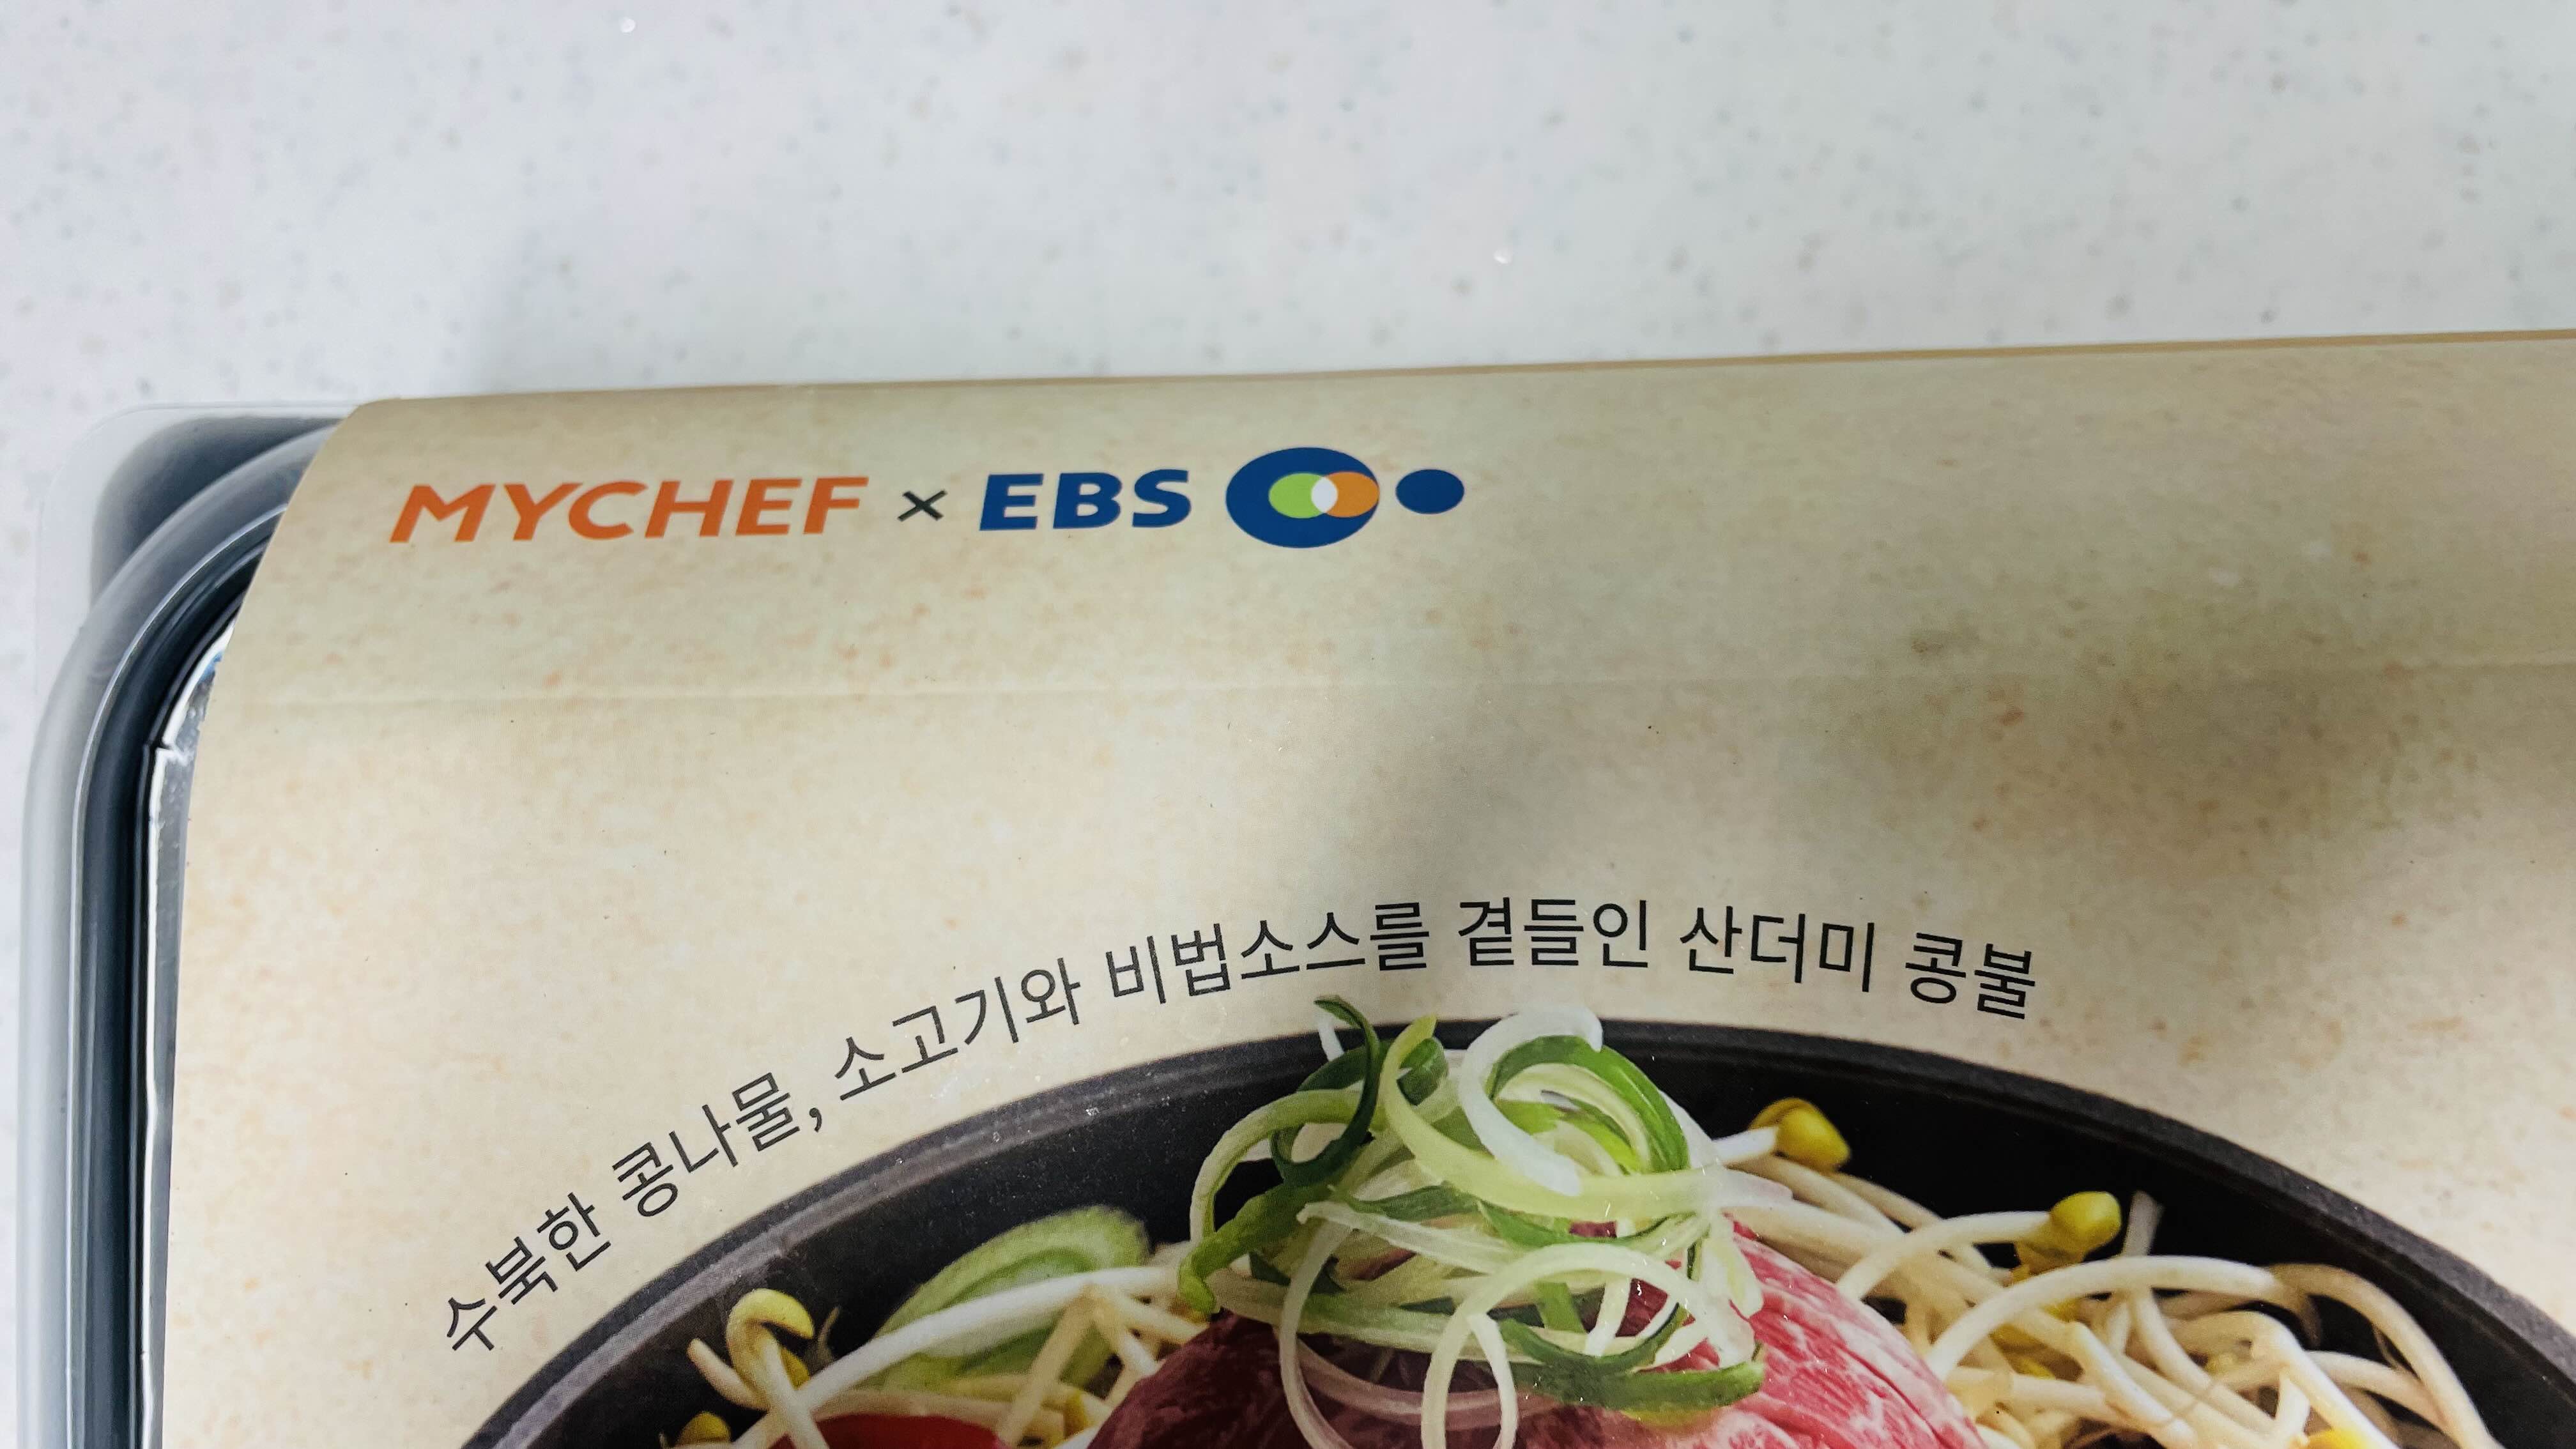 MYCHEF × EBS
수북한 콩나물, 소고기와 비법소스를 곁들인 산더미 콩불